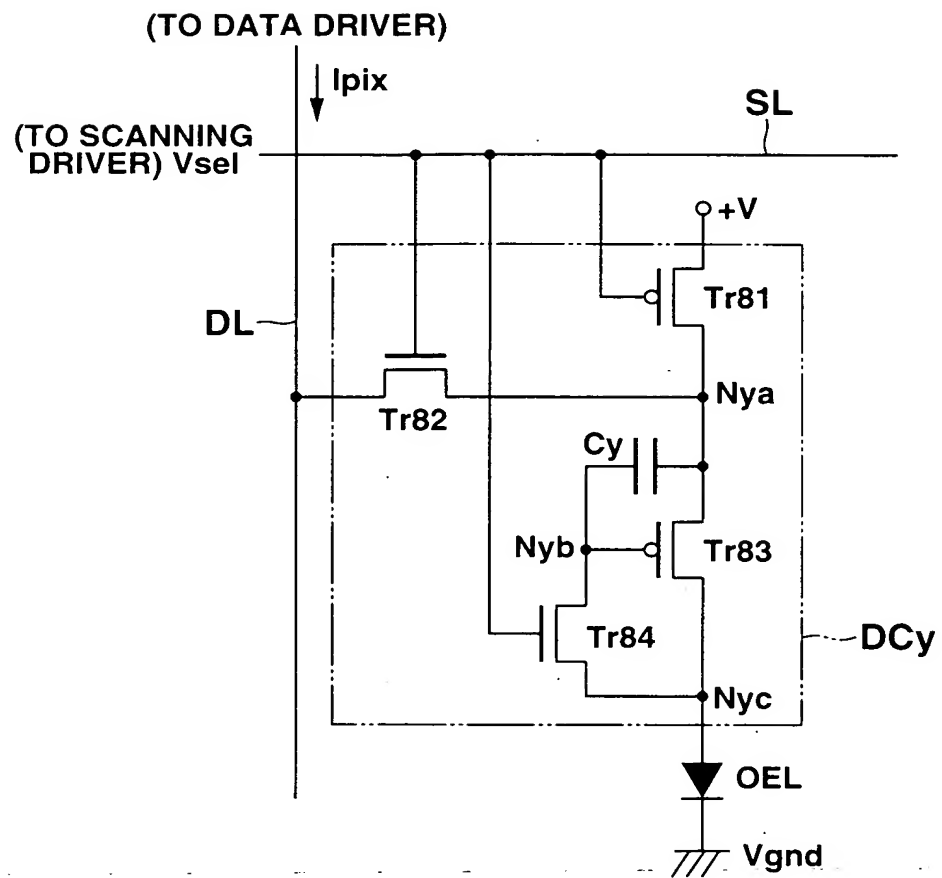 (TO DATA DRIVER)
Ipix
SL
(TO SCANNING
DRIVER) Vsel
+V
Tr81
DL
Nya
Tr82
Cy
Nyb
Tr83
Tr84
DCy
Nyc
OEL
Vgnd